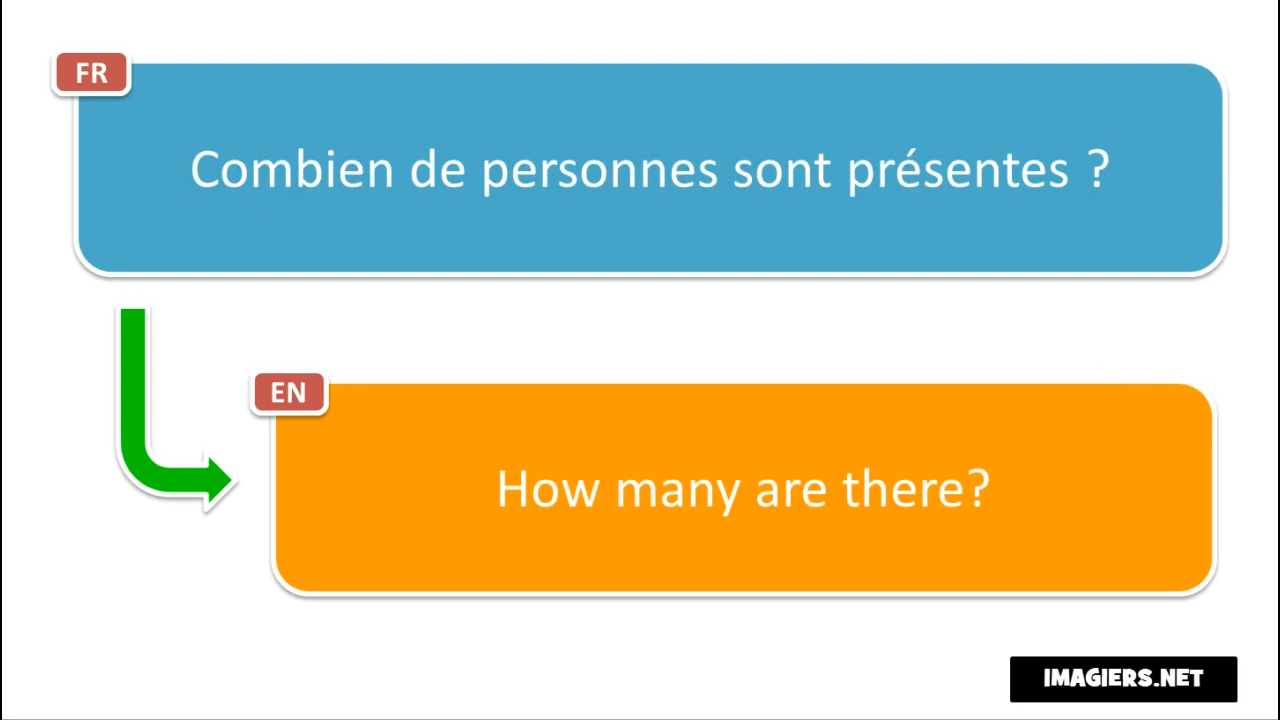 FR
Combien de personnes sont présentes ?
EN
How many are there?
IMAGIERS.NET